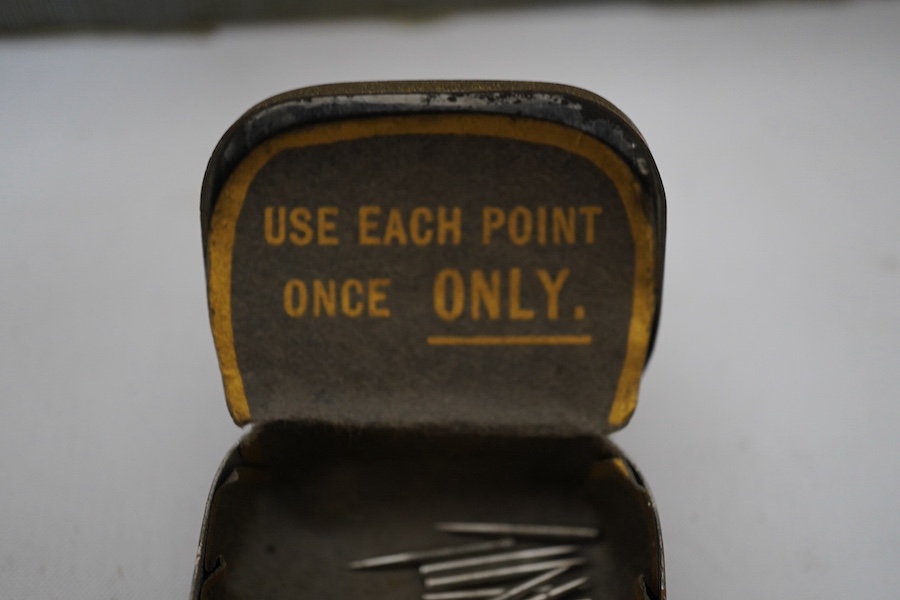 USE EACH POINT
ONCE ONLY.